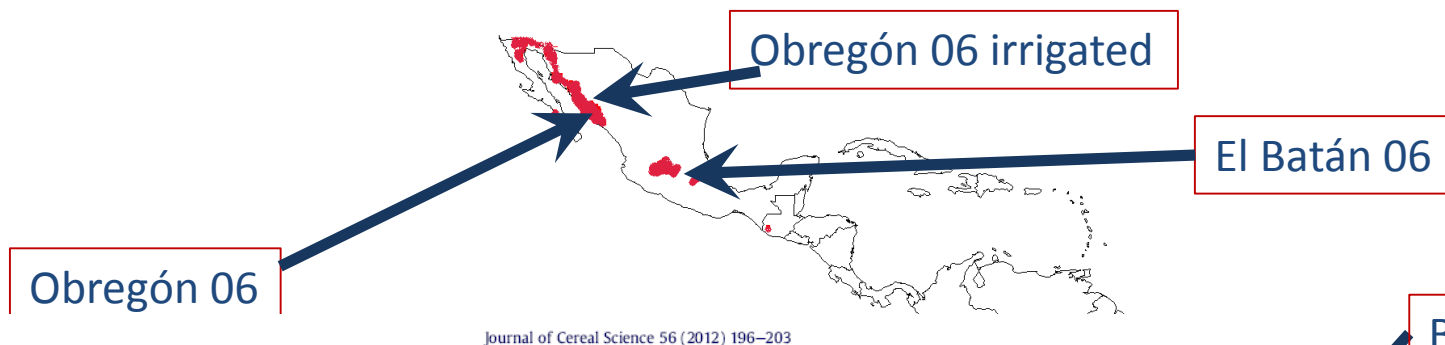 Obregón 06 irrigated
El Batán 06
Obregón 06
Journal of Cereal Science 56 (2012) 196–203